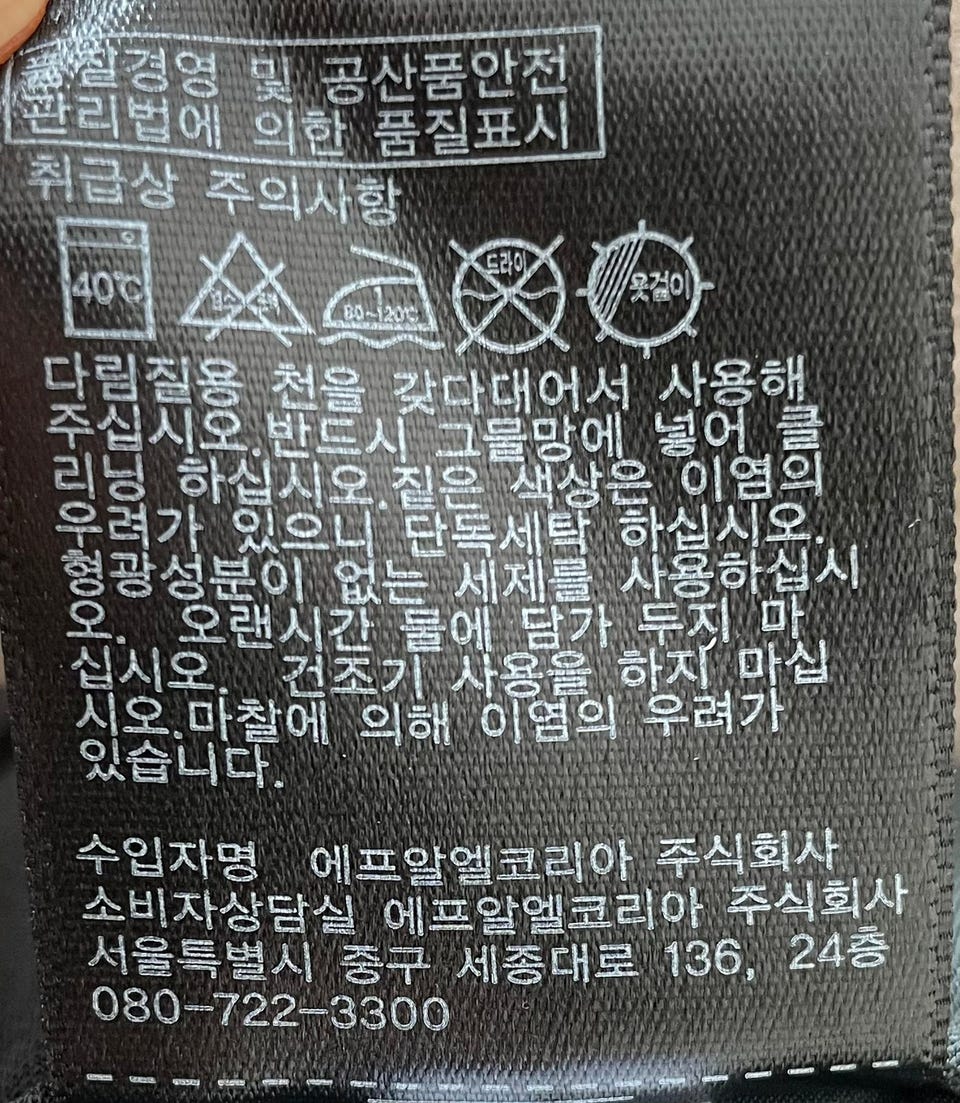 품질경영 및 공산품안전
관리법에 의한 품질표시
취급상 주의사항
40℃
염소 표백
80~120℃
드라이
옷걸이
다림질용 천을 갖다대어서 사용해
주십시오.반드시 그물망에 넣어 클
리닝 하십시오.짙은 색상은 이염의
우려가 있으니 단독세탁 하십시오.
형광성분이 없는 세제를 사용하십시
오. 오랜시간 물에 담가 두지 마
십시오. 건조기 사용을 하지 마십
시오.마찰에 의해 이염의 우려가
있습니다.
수입자명 에프알엘코리아 주식회사
소비자상담실 에프알엘코리아 주식회사
서울특별시 중구 세종대로 136, 24층
080-722-3300